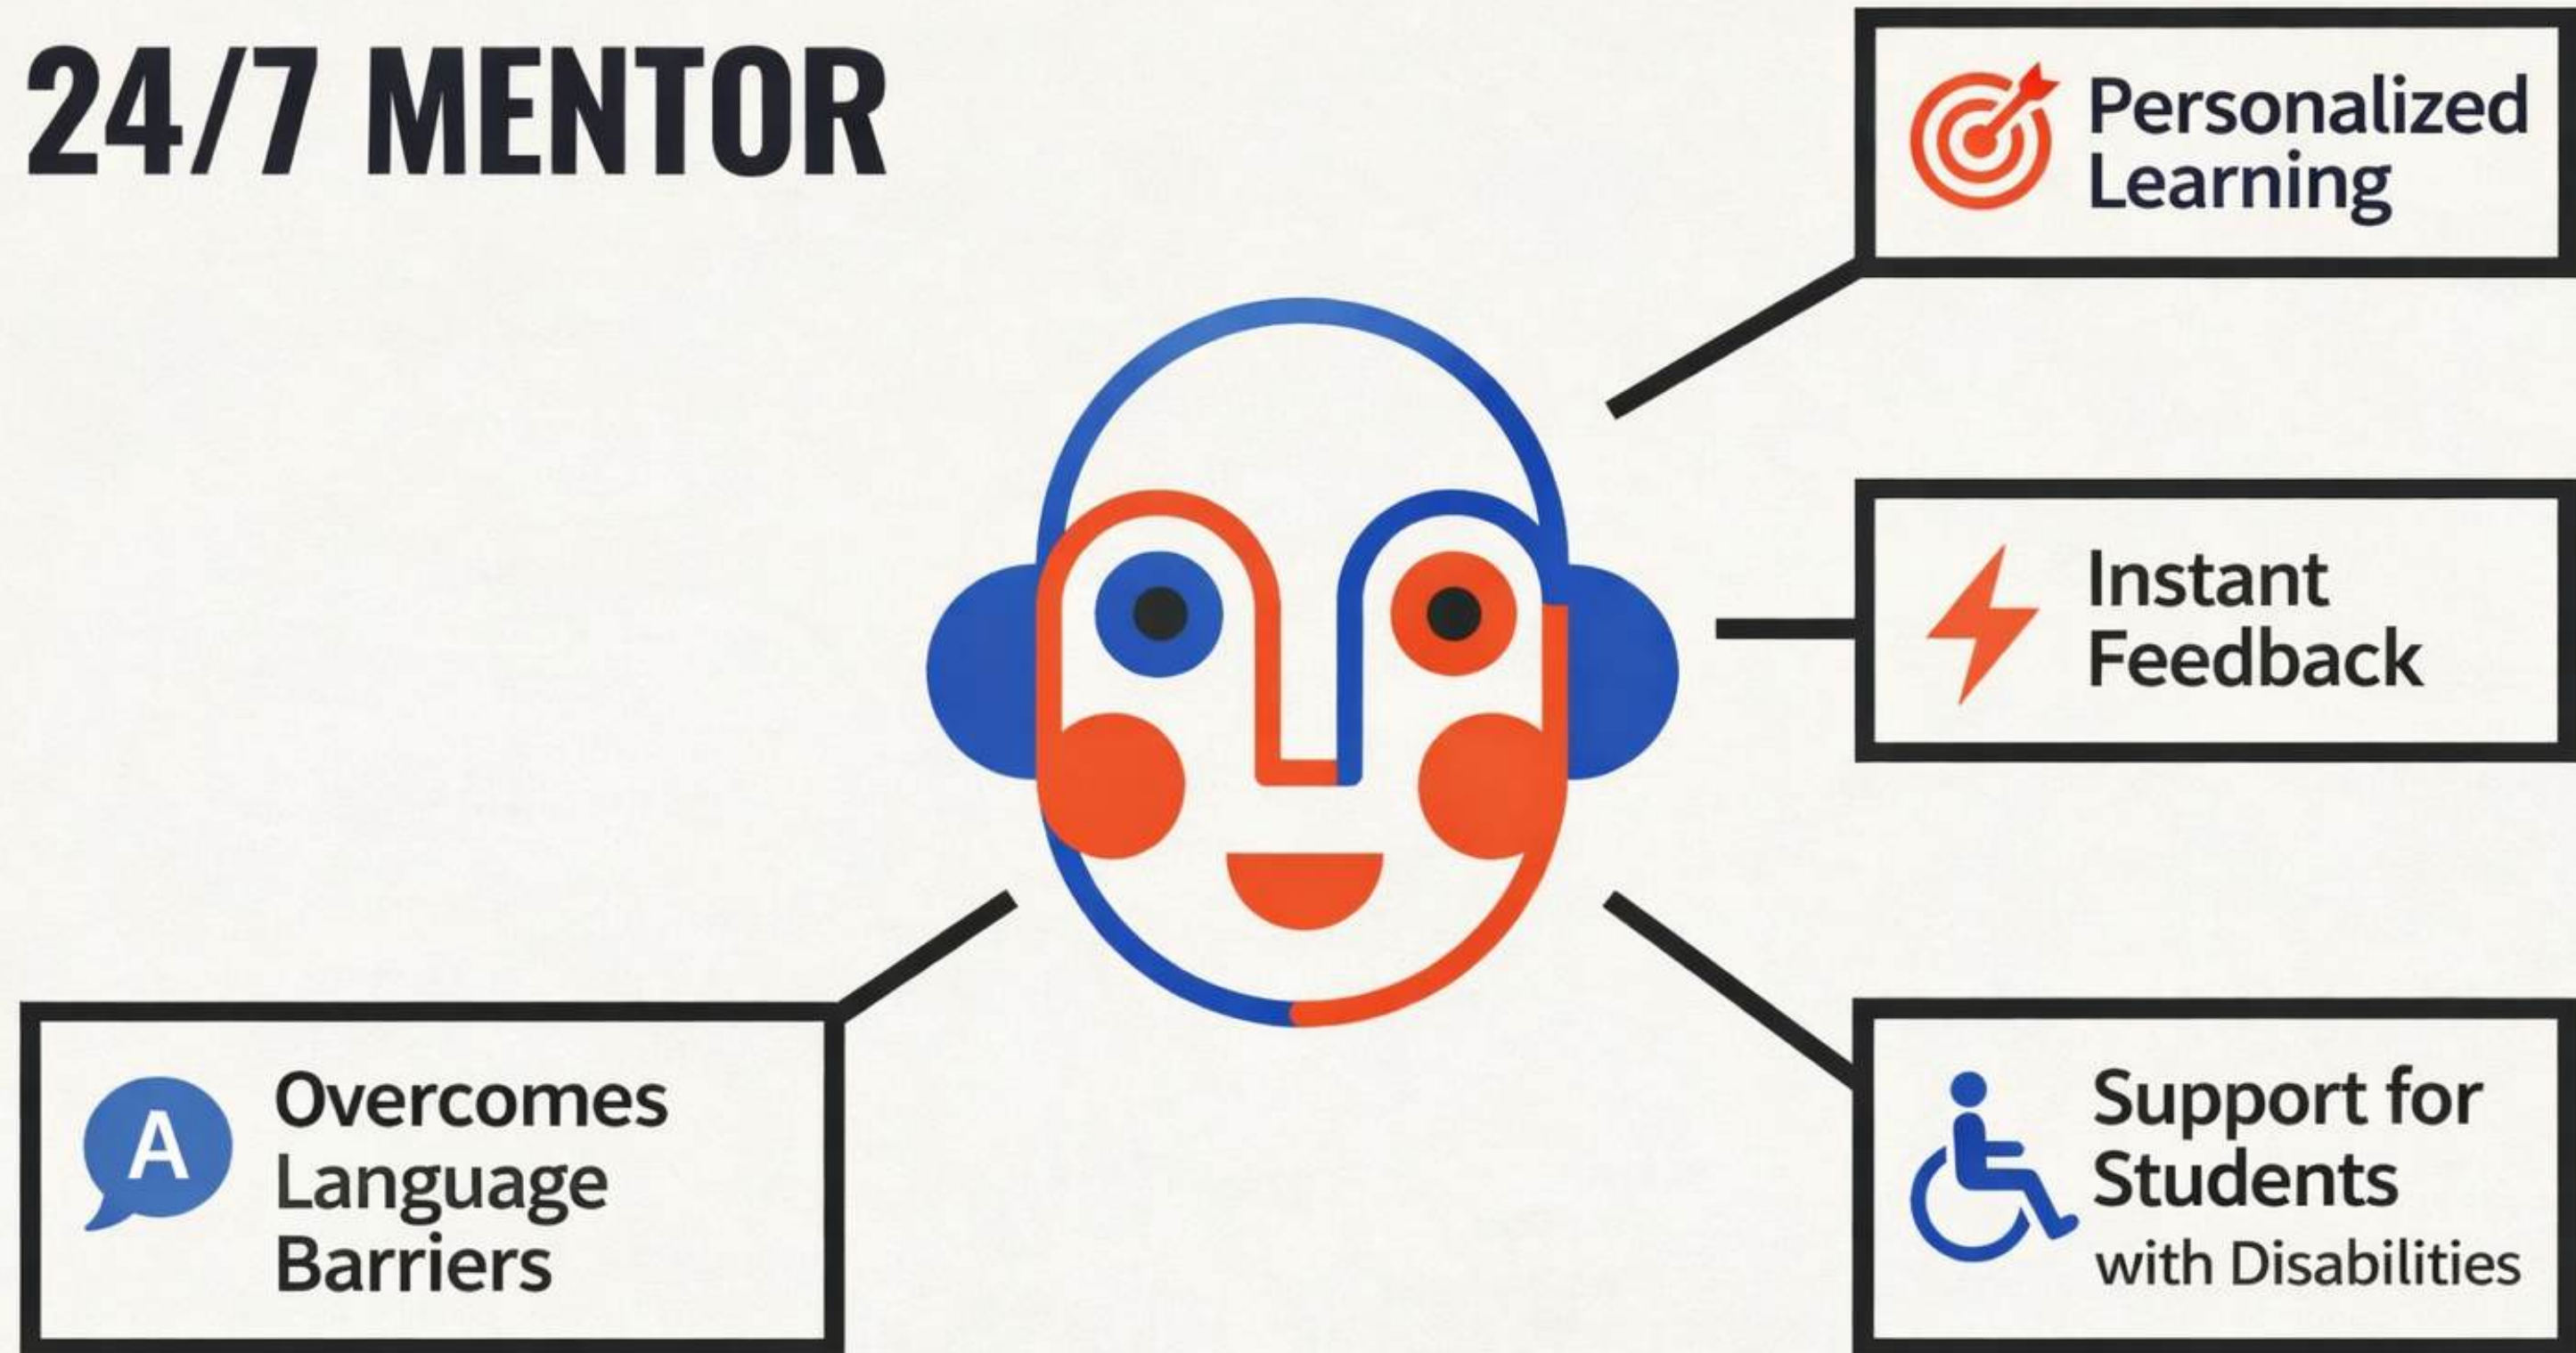 24/7 MENTOR
Personalized
Learning
Instant
Feedback
A
Overcomes
Language
Barriers
Support for
Students
with Disabilities